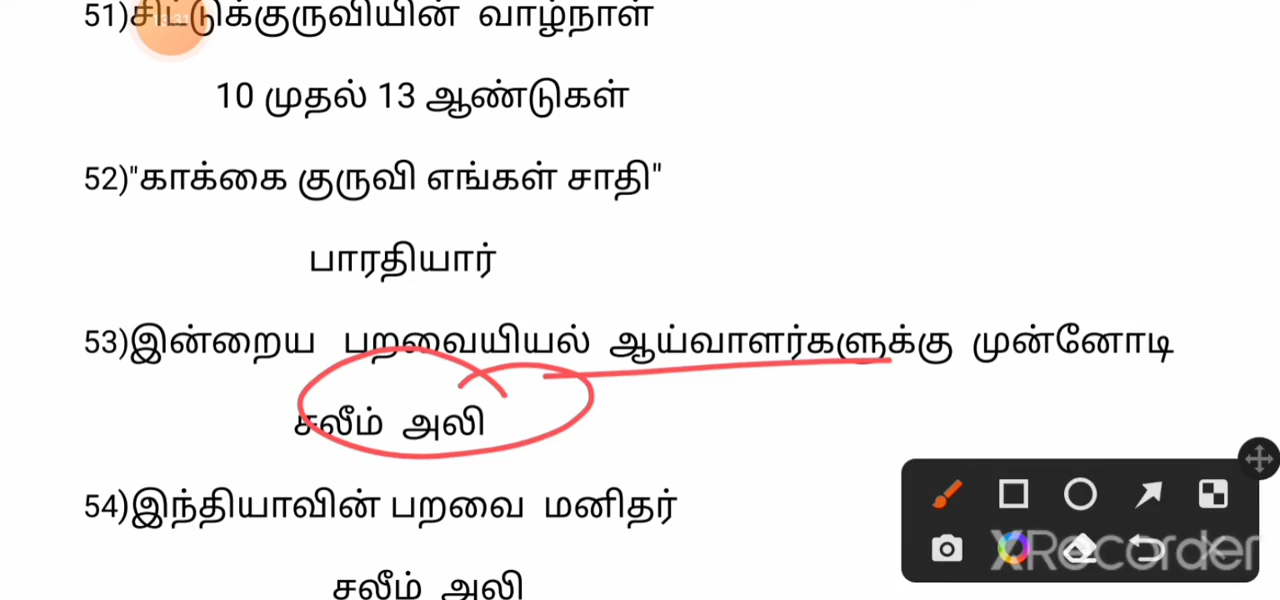 51)சிட்டுக்குருவியின் வாழ்நாள்
10 முதல் 13 ஆண்டுகள்
52)"காக்கை குருவி எங்கள் சாதி"
பாரதியார்
53)இன்றைய பறவையியல் ஆய்வாளர்களுக்கு முன்னோடி
சலீம் அலி
54)இந்தியாவின் பறவை மனிதர்
சலீம் அலி
XRecorder